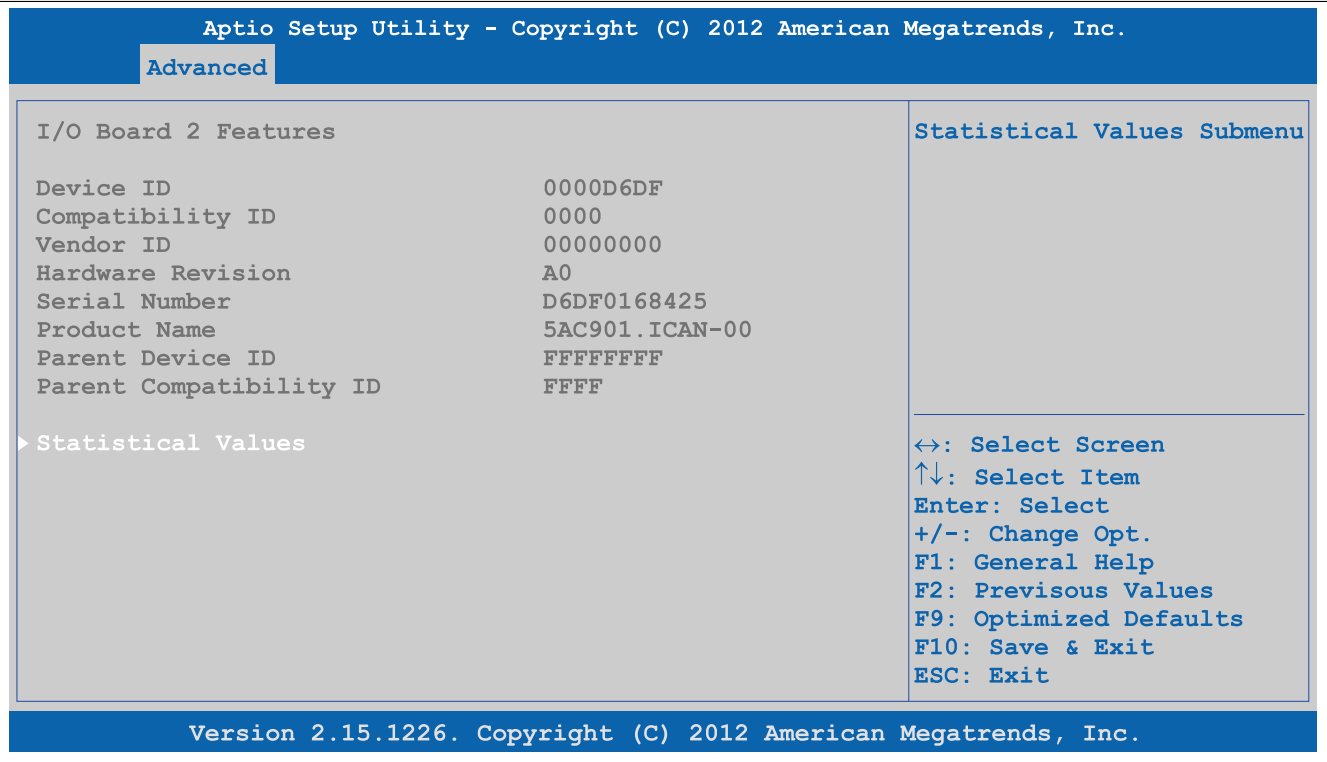 Aptio Setup Utility - Copyright (C) 2012 American Megatrends, Inc.
Advanced
I/O Board 2 Features
Device ID 0000D6DF
Compatibility ID 0000
Vendor ID 00000000
Hardware Revision A0
Serial Number D6DF0168425
Product Name 5AC901.ICAN-00
Parent Device ID FFFFFFFF
Parent Compatibility ID FFFF
Statistical Values
Statistical Values Submenu
↔: Select Screen
↑↓: Select Item
Enter: Select
+/-: Change Opt.
F1: General Help
F2: Previsous Values
F9: Optimized Defaults
F10: Save & Exit
ESC: Exit
Version 2.15.1226. Copyright (C) 2012 American Megatrends, Inc.